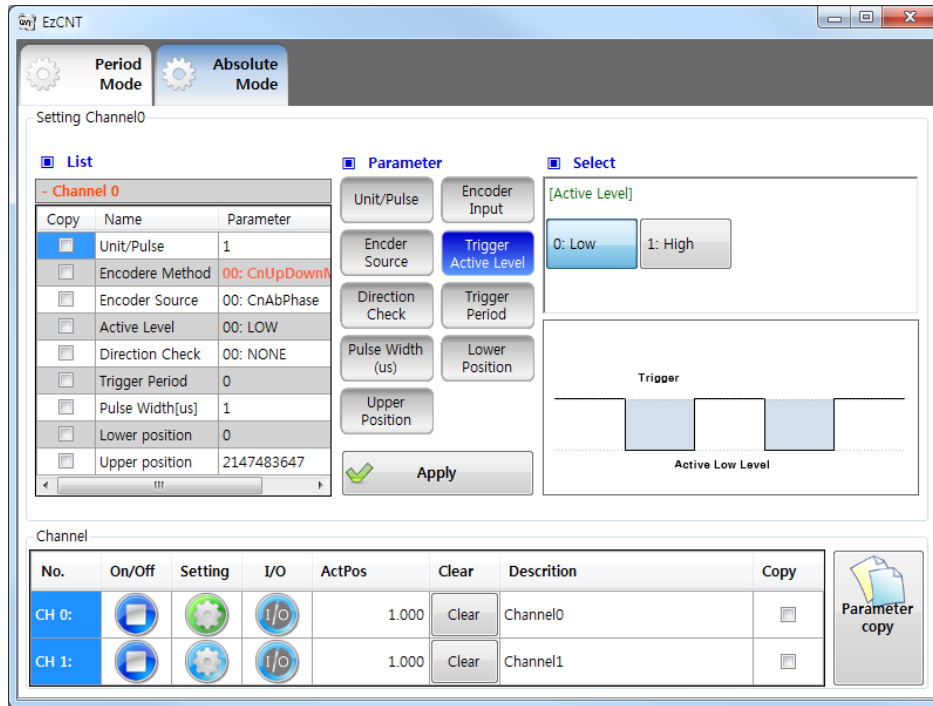 EzCNT
Period
Mode
Absolute
Mode
Setting Channel0
List
Parameter
Select
- Channel 0
Copy Name Parameter
Unit/Pulse 1
Encodere Method 00: CnUpDownM
Encoder Source 00: CnAbPhase
Active Level 00: LOW
Direction Check 00: NONE
Trigger Period 0
Pulse Width[us] 1
Lower position 0
Upper position 2147483647
Unit/Pulse
Encoder
Input
Encder
Source
Trigger
Active Level
Direction
Check
Trigger
Period
Pulse Width
(us)
Lower
Position
Upper
Position
Apply
[Active Level]
0: Low
1: High
Trigger
Active Low Level
Channel
No. On/Off Setting I/O ActPos Clear Descrition Copy
CH 0: I/O 1.000 Clear Channel0
CH 1: I/O 1.000 Clear Channel1
Parameter
copy